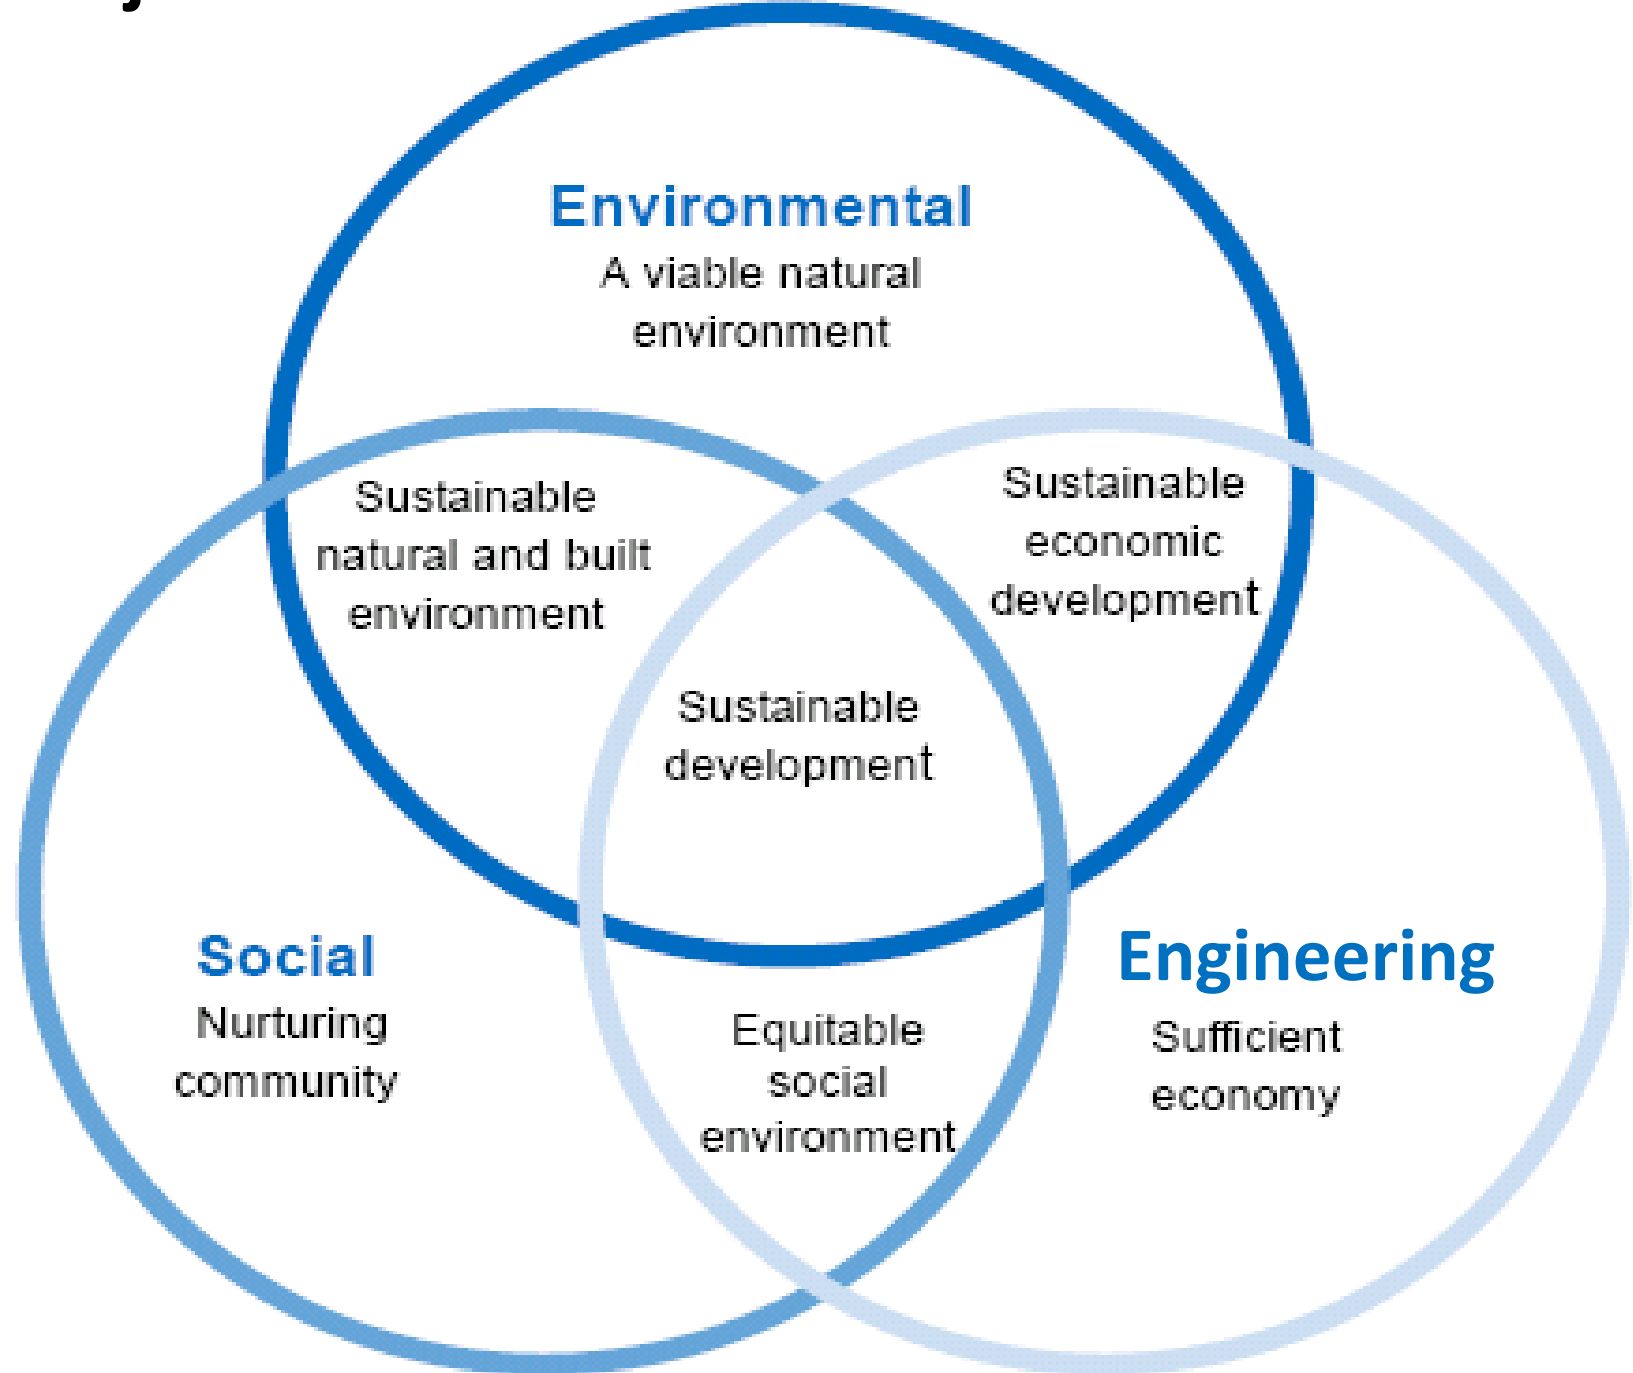 Environmental
A viable natural
environment
Sustainable
natural and built
environment
Sustainable
economic
development
Sustainable
development
Social
Nurturing
community
Equitable
social
environment
Engineering
Sufficient
economy